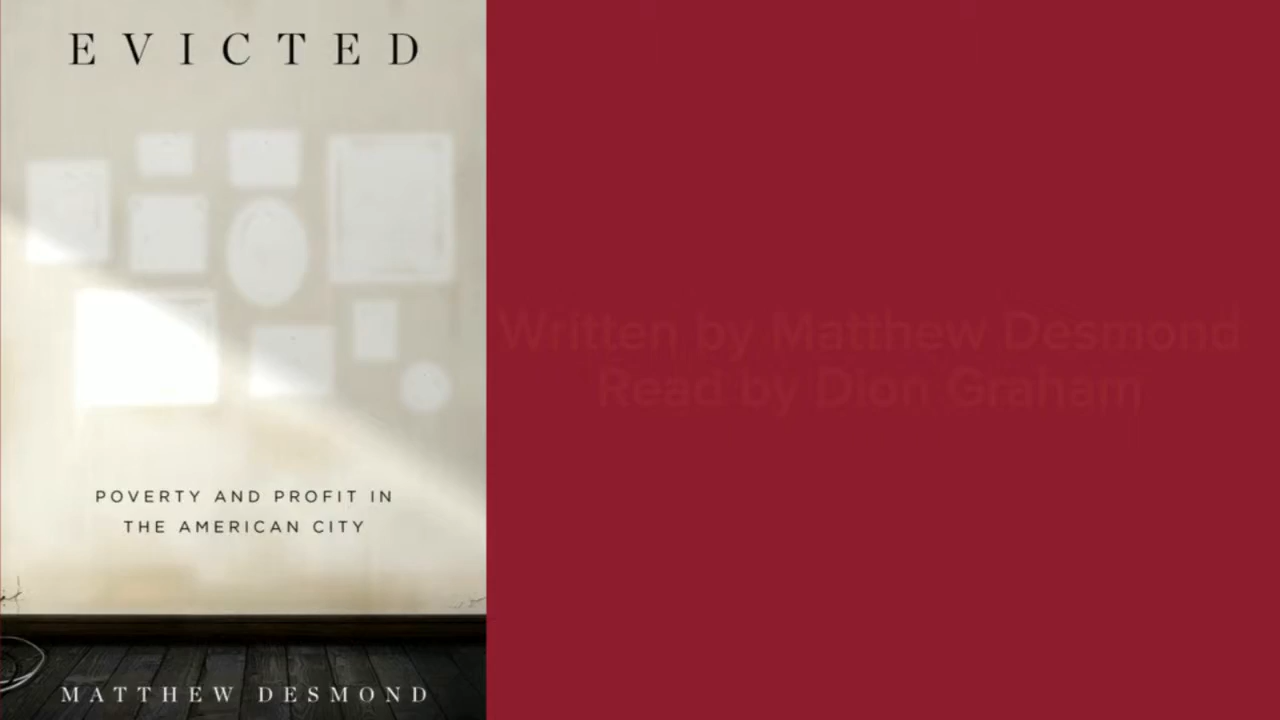 EVICTED
POVERTY AND PROFIT IN
THE AMERICAN CITY
MATTHEW DESMOND
Written by Matthew Desmond
Read by Dion Graham